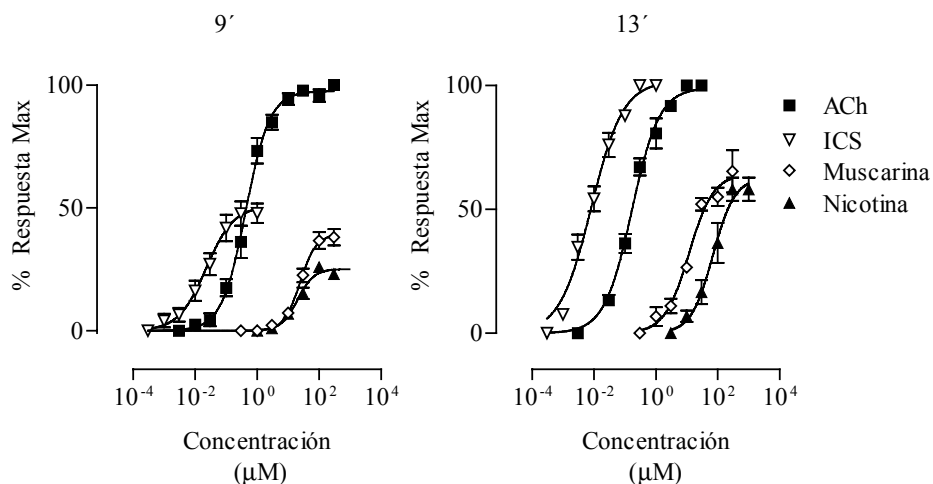 9´
13´
% Respuesta Max
100
50
0
10-4 10-2 100 102 104
Concentración
(μM)
% Respuesta Max
100
50
0
10-4 10-2 100 102 104
Concentración
(μM)
ACh
ICS
Muscarina
Nicotina